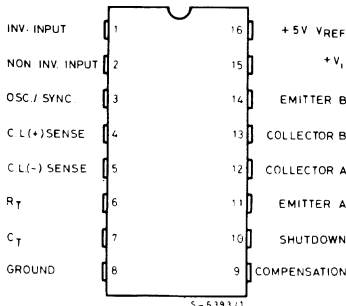 INV. INPUT 1 16 +5V VREF
NON INV. INPUT 2 15 +Vi
OSC./ SYNC. 3 14 EMITTER B
C.L(+) SENSE 4 13 COLLECTOR B
C.L(-) SENSE 5 12 COLLECTOR A
RT 6 11 EMITTER A
CT 7 10 SHUTDOWN
GROUND 8 9 COMPENSATION
S-6393/1